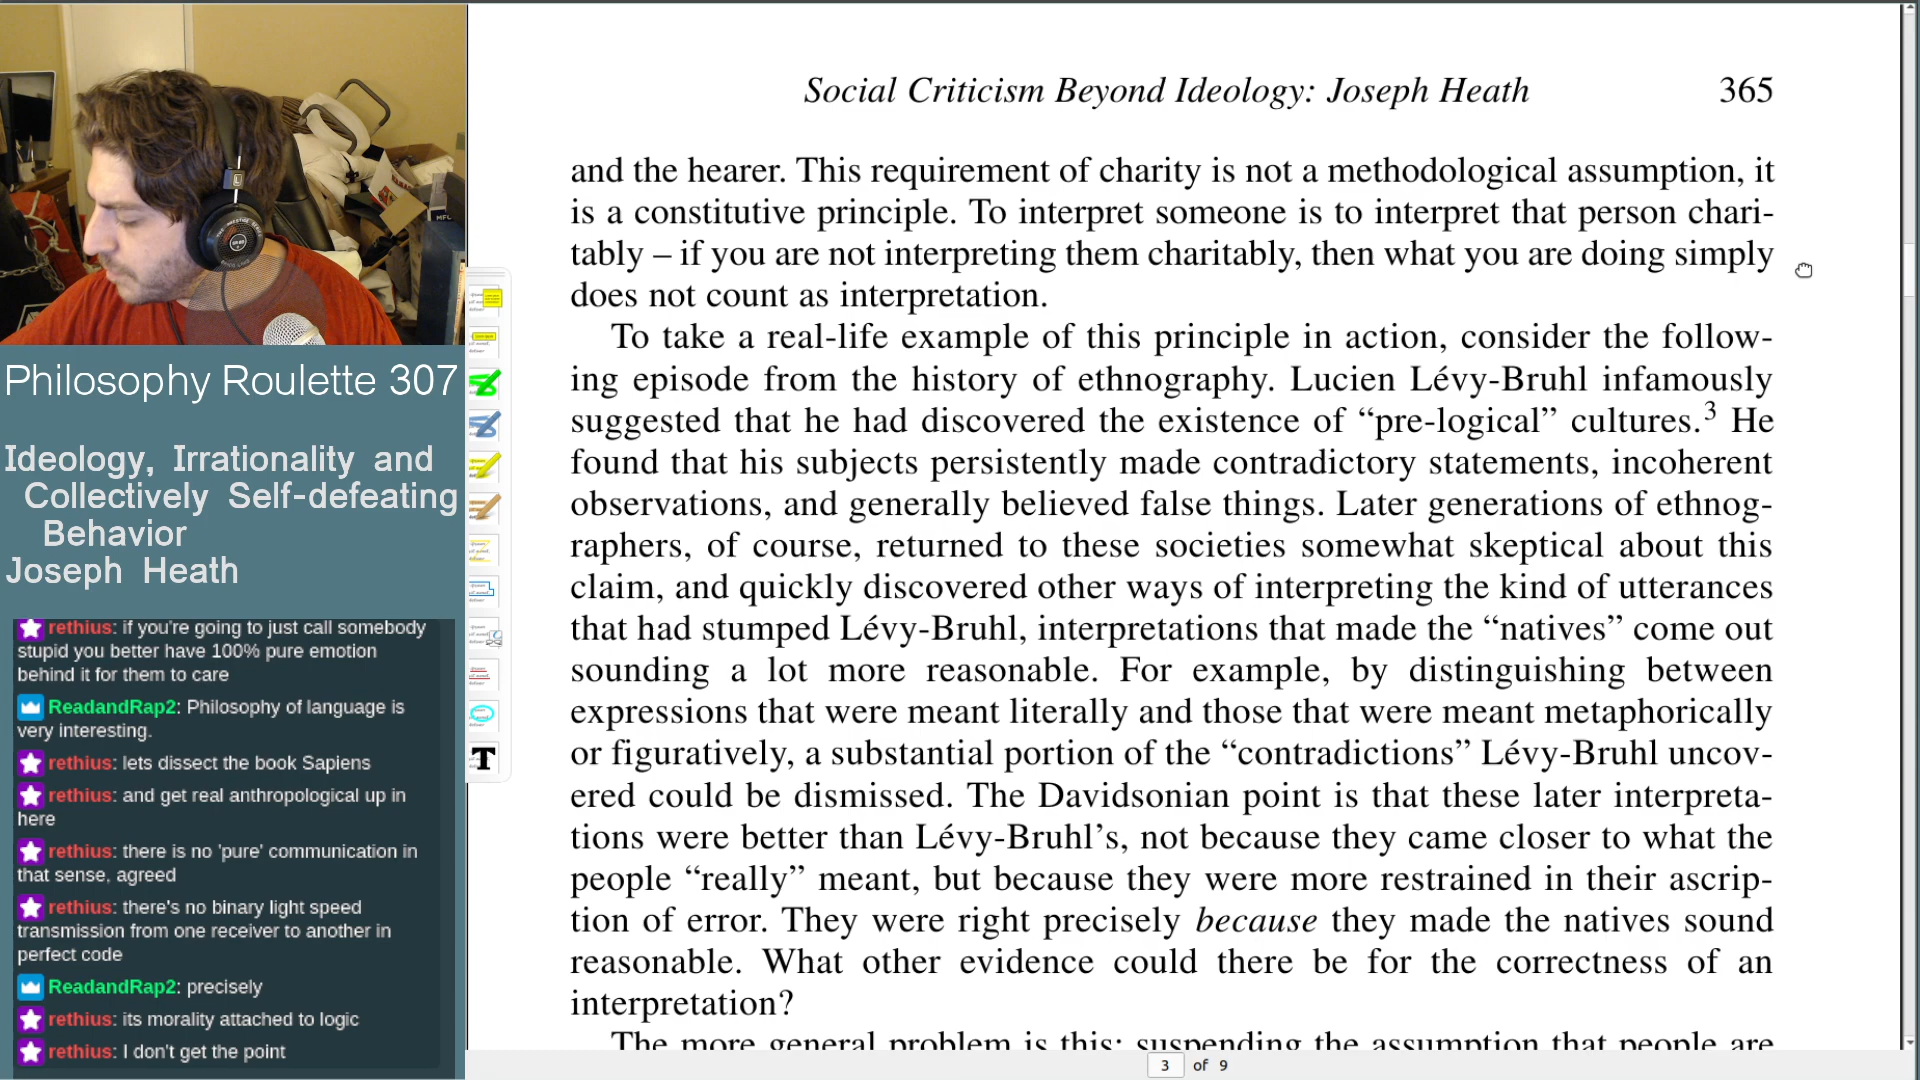 Social Criticism Beyond Ideology: Joseph Heath 365
and the hearer. This requirement of charity is not a methodological assumption, it
is a constitutive principle. To interpret someone is to interpret that person chari-
tably – if you are not interpreting them charitably, then what you are doing simply
does not count as interpretation.
To take a real-life example of this principle in action, consider the follow-
ing episode from the history of ethnography. Lucien Lévy-Bruhl infamously
suggested that he had discovered the existence of “pre-logical” cultures.3 He
found that his subjects persistently made contradictory statements, incoherent
observations, and generally believed false things. Later generations of ethnog-
raphers, of course, returned to these societies somewhat skeptical about this
claim, and quickly discovered other ways of interpreting the kind of utterances
that had stumped Lévy-Bruhl, interpretations that made the “natives” come out
sounding a lot more reasonable. For example, by distinguishing between
expressions that were meant literally and those that were meant metaphorically
or figuratively, a substantial portion of the “contradictions” Lévy-Bruhl uncov-
ered could be dismissed. The Davidsonian point is that these later interpreta-
tions were better than Lévy-Bruhl’s, not because they came closer to what the
people “really” meant, but because they were more restrained in their ascrip-
tion of error. They were right precisely because they made the natives sound
reasonable. What other evidence could there be for the correctness of an
interpretation?
The more general problem is this: suspending the assumption that people are
3 of 9
T
MFL
Philosophy Roulette 307
Ideology, Irrationality and
Collectively Self-defeating
Behavior
Joseph Heath
rethius: if you're going to just call somebody
stupid you better have 100% pure emotion
behind it for them to care
ReadandRap2: Philosophy of language is
very interesting.
rethius: lets dissect the book Sapiens
rethius: and get real anthropological up in
here
rethius: there is no 'pure' communication in
that sense, agreed
rethius: there's no binary light speed
transmission from one receiver to another in
perfect code
ReadandRap2: precisely
rethius: its morality attached to logic
rethius: I don't get the point